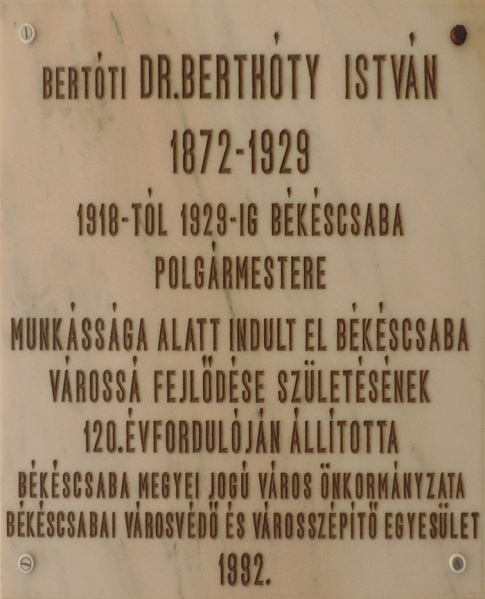 BERTÓTI DR.BERTHÓTY ISTVÁN
1872-1929
1918-TÓL 1929-IG BÉKÉSCSABA
POLGÁRMESTERE
MUNKÁSSÁGA ALATT INDULT EL BÉKÉSCSABA
VÁROSSÁ FEJLŐDÉSE SZÜLETÉSÉNEK
120.ÉVFORDULÓJÁN ÁLLÍTOTTA
BÉKÉSCSABA MEGYEI JOGÚ VÁROS ÖNKORMÁNYZATA
BÉKÉSCSABAI VÁROSVÉDŐ ÉS VÁROSSZÉPÍTŐ EGYESÜLET
1992.